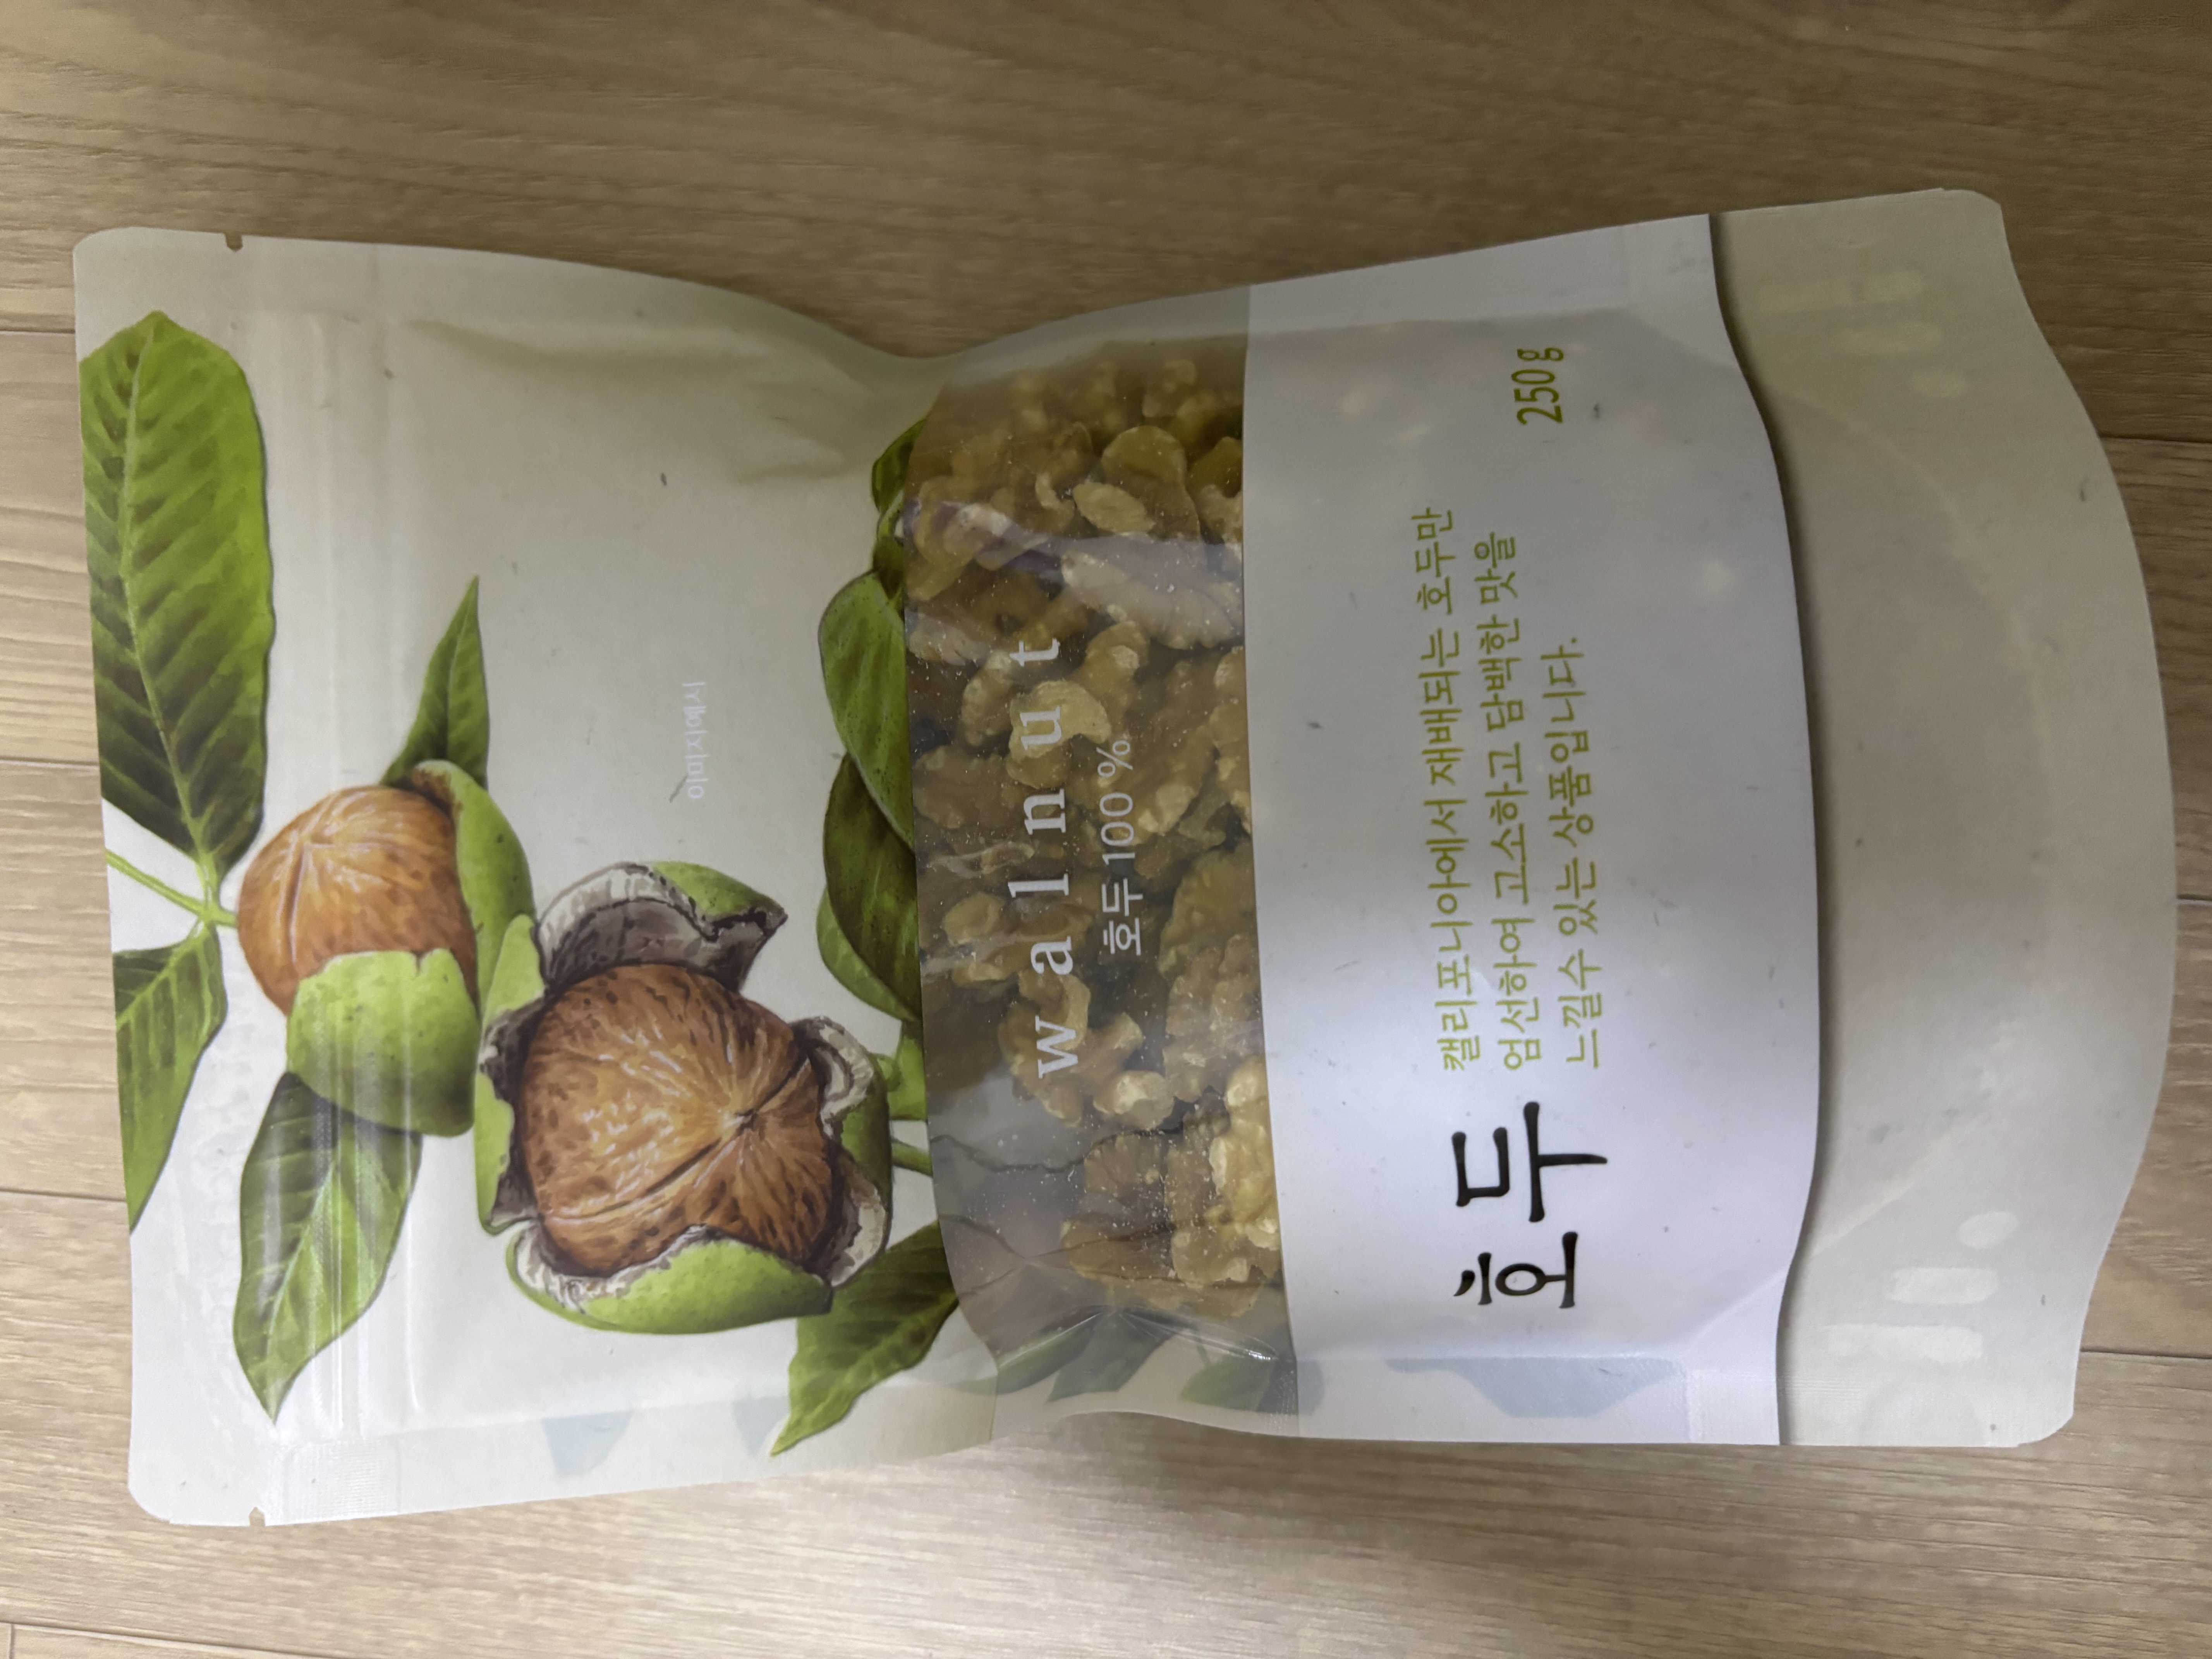 이미지예시
walnut
호두 100 %
호두
캘리포니아에서 재배되는 호두만
엄선하여 고소하고 담백한 맛을
느낄수 있는 상품입니다.
250 g